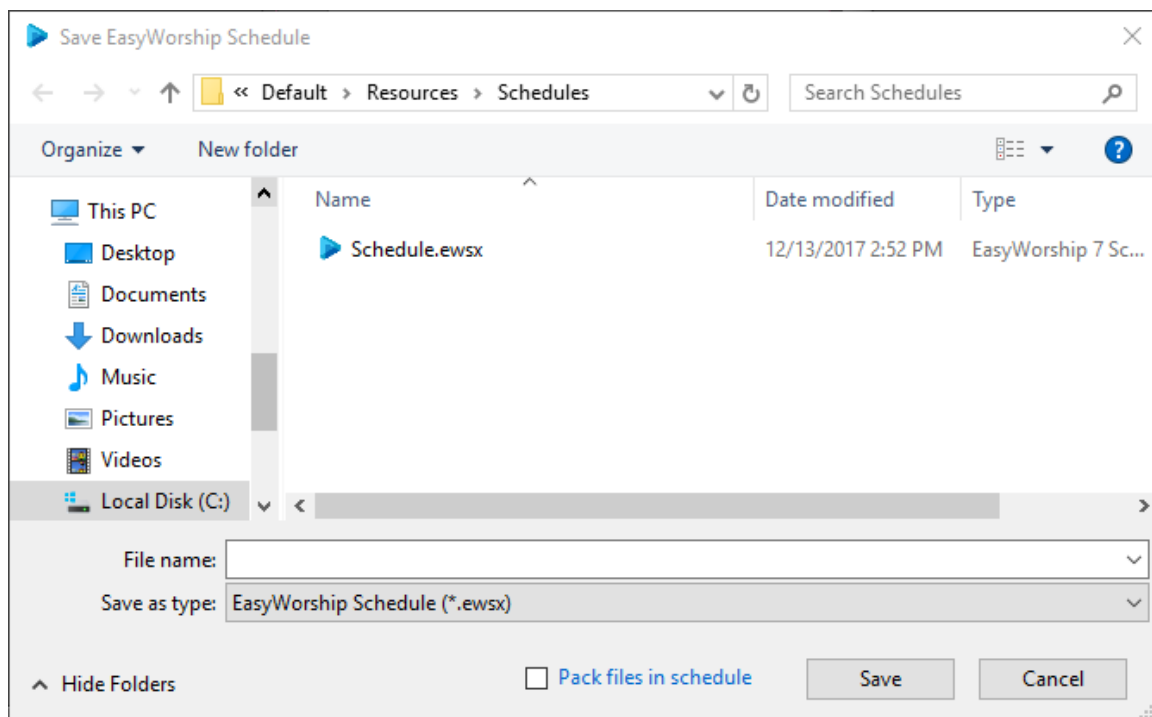 Save EasyWorship Schedule
« Default › Resources › Schedules
Search Schedules
Organize
New folder
?
This PC
Desktop
Documents
Downloads
Music
Pictures
Videos
Local Disk (C:)
Name
Date modified
Type
Schedule.ewsx
12/13/2017 2:52 PM
EasyWorship 7 Sc...
File name:
Save as type: EasyWorship Schedule (*.ewsx)
Hide Folders
Pack files in schedule
Save
Cancel